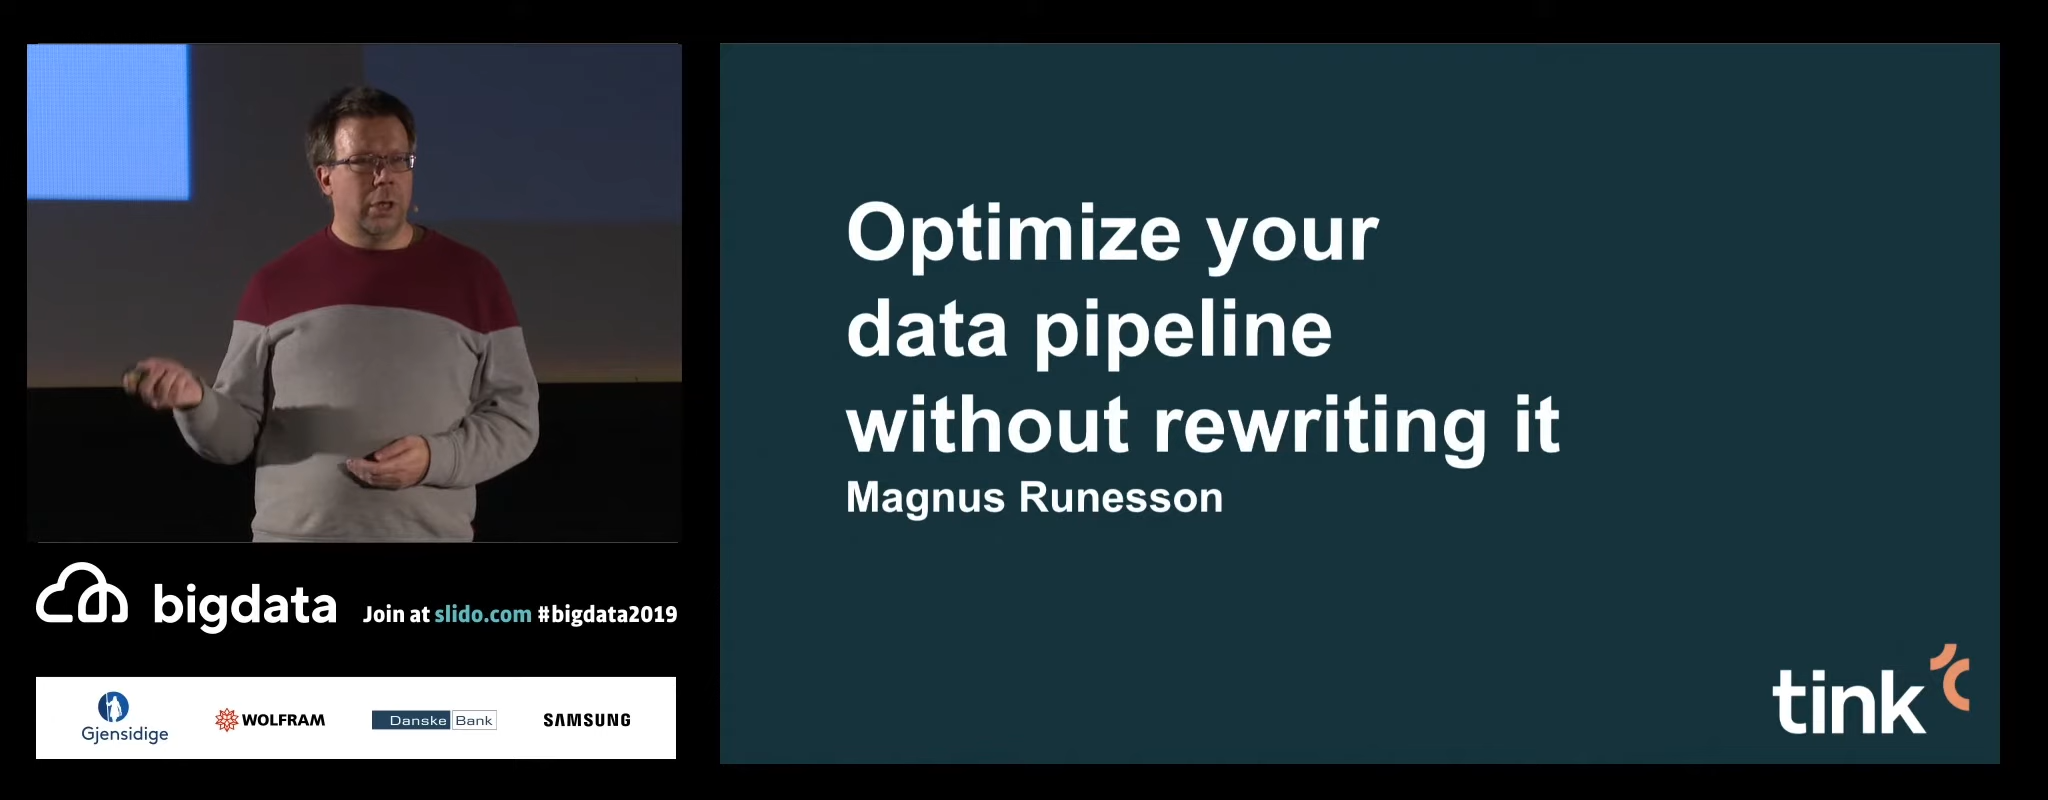 Optimize your
data pipeline
without rewriting it
Magnus Runesson
tink
bigdata
Join at slido.com #bigdata2019
Gjensidige
WOLFRAM
Danske Bank
SAMSUNG